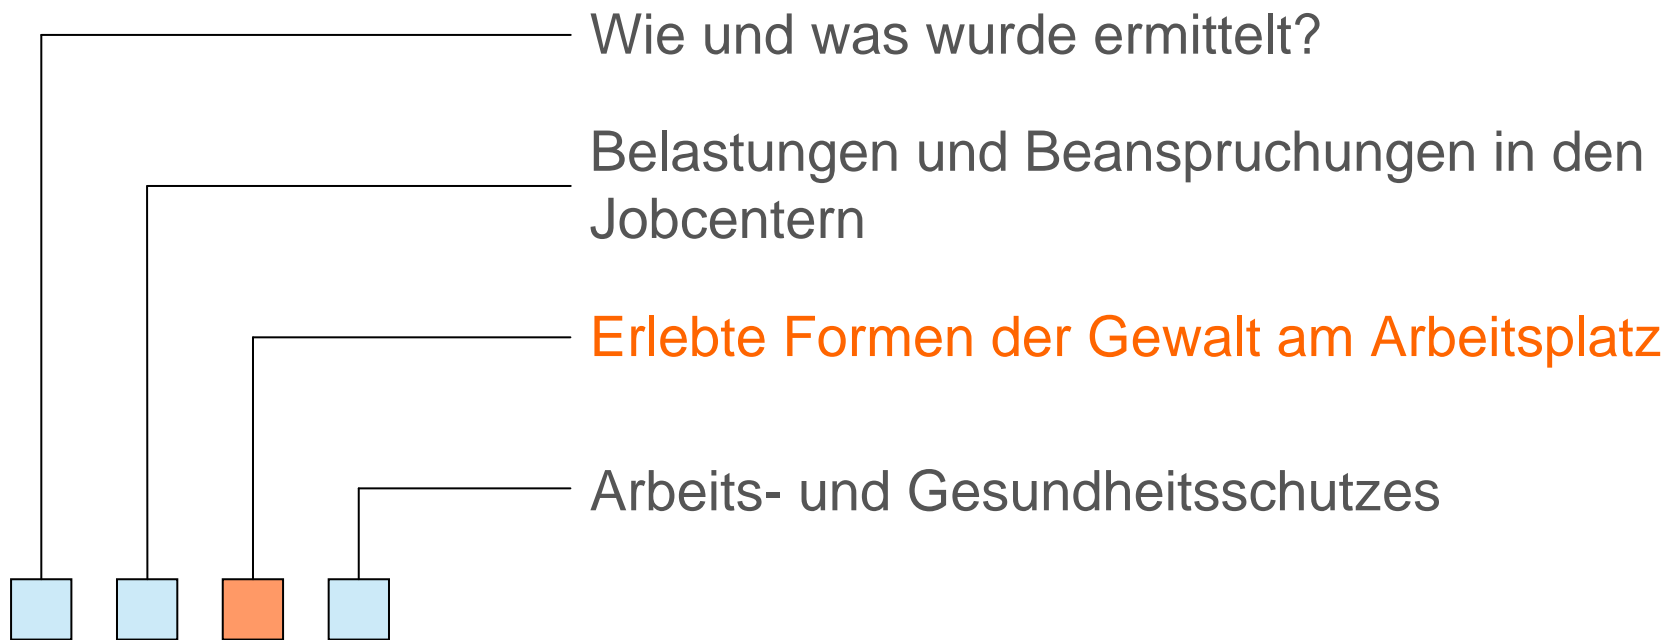 Wie und was wurde ermittelt?
Belastungen und Beanspruchungen in den
Jobcentern
Erlebte Formen der Gewalt am Arbeitsplatz
Arbeits- und Gesundheitsschutzes